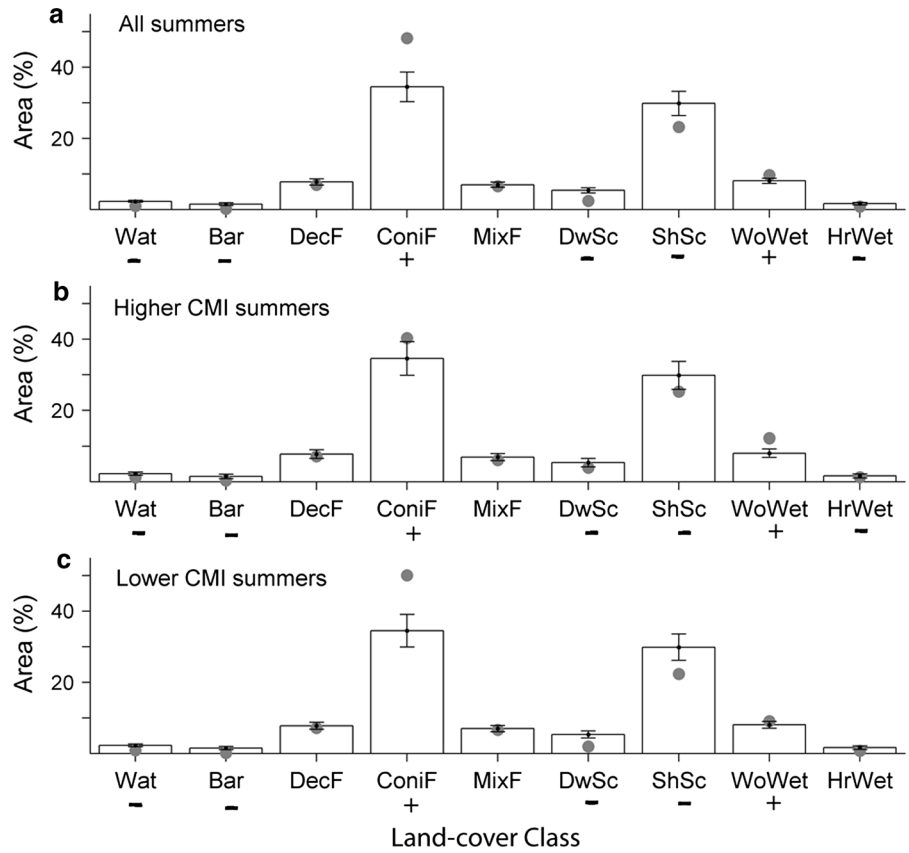 a
All summers
Area (%)
40
20
Wat Bar DecF ConiF MixF DwSc ShSc WoWet HrWet
- - + - - + -
b
Higher CMI summers
Area (%)
40
20
Wat Bar DecF ConiF MixF DwSc ShSc WoWet HrWet
- - + - - + -
c
Lower CMI summers
Area (%)
40
20
Wat Bar DecF ConiF MixF DwSc ShSc WoWet HrWet
- - + - - +
Land-cover Class